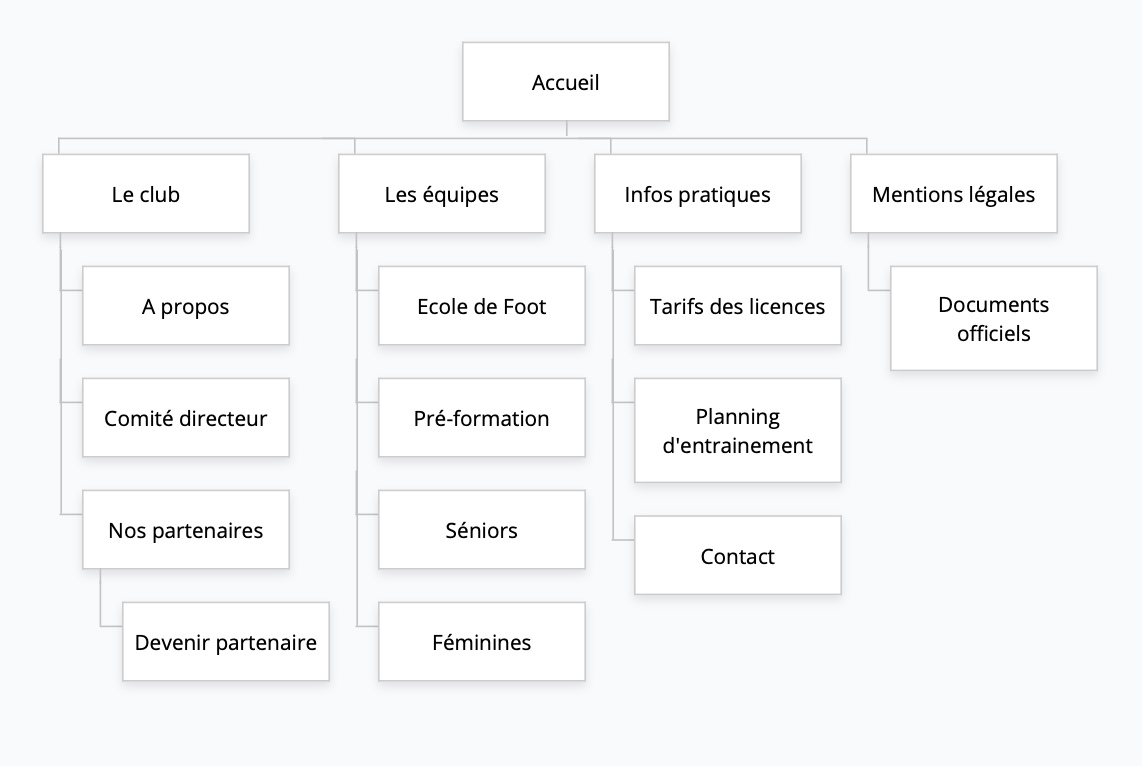 Accueil
Le club
Les équipes
Infos pratiques
Mentions légales
A propos
Ecole de Foot
Tarifs des licences
Documents
officiels
Comité directeur
Pré-formation
Planning
d'entrainement
Nos partenaires
Séniors
Contact
Devenir partenaire
Féminines